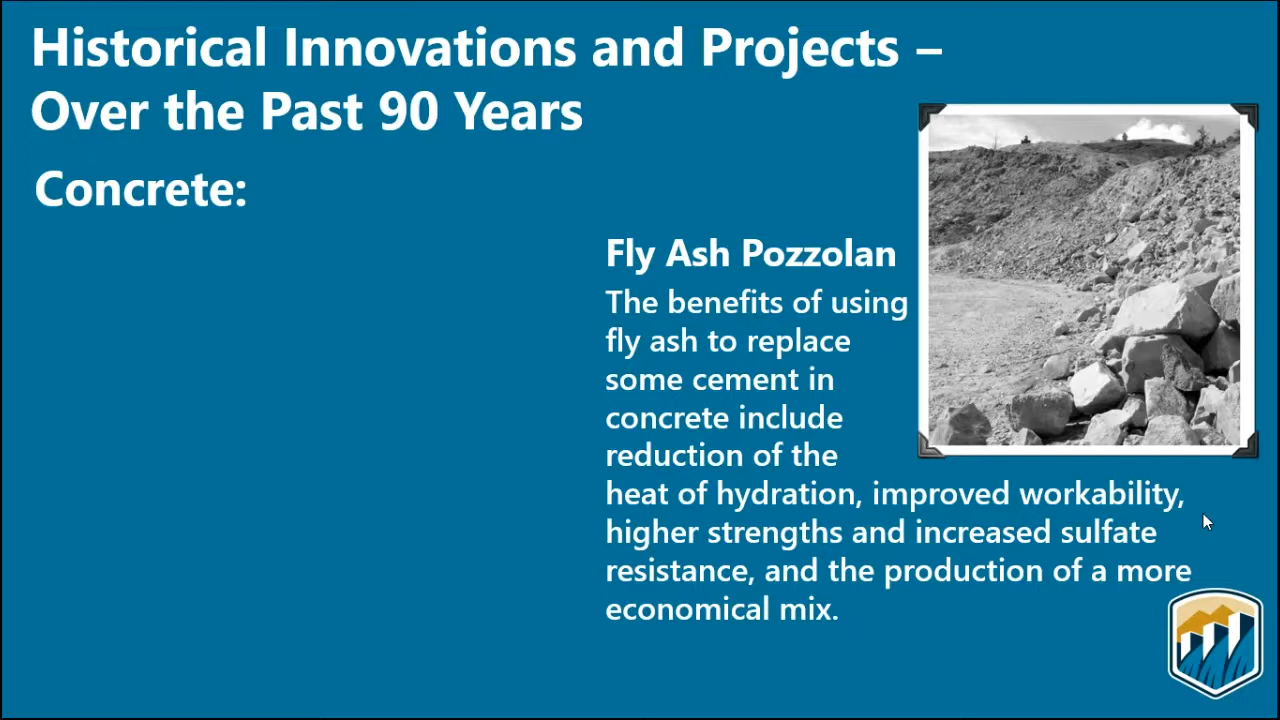 Historical Innovations and Projects –
Over the Past 90 Years
Concrete:
Fly Ash Pozzolan
The benefits of using
fly ash to replace
some cement in
concrete include
reduction of the
heat of hydration, improved workability,
higher strengths and increased sulfate
resistance, and the production of a more
economical mix.